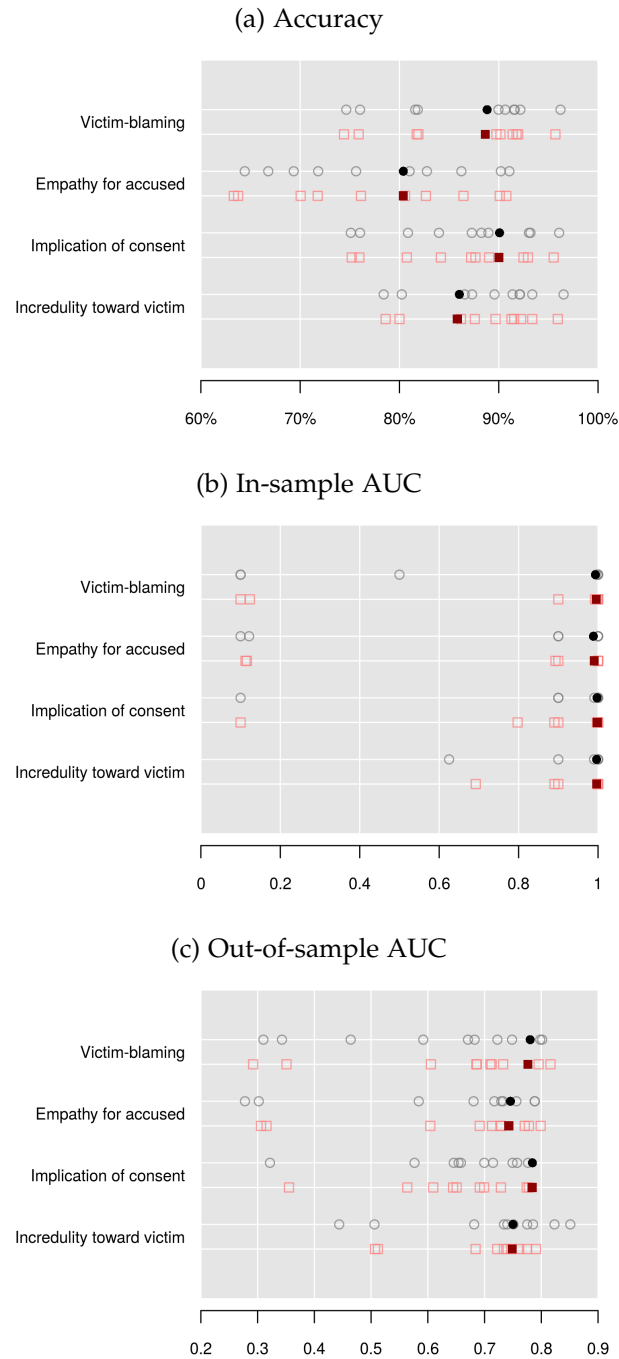 (a) Accuracy
Victim-blaming
Empathy for accused
Implication of consent
Incredulity toward victim
60% 70% 80% 90% 100%
(b) In-sample AUC
Victim-blaming
Empathy for accused
Implication of consent
Incredulity toward victim
0 0.2 0.4 0.6 0.8 1
(c) Out-of-sample AUC
Victim-blaming
Empathy for accused
Implication of consent
Incredulity toward victim
0.2 0.3 0.4 0.5 0.6 0.7 0.8 0.9